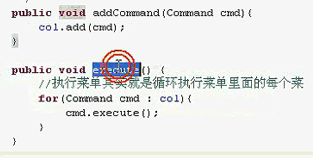 public void addCommand(Command cmd){
col.add(cmd);
}
public void execute() {
//执行菜单其实就是循环执行菜单里面的每个菜
for(Command cmd : col){
cmd.execute();
}
}